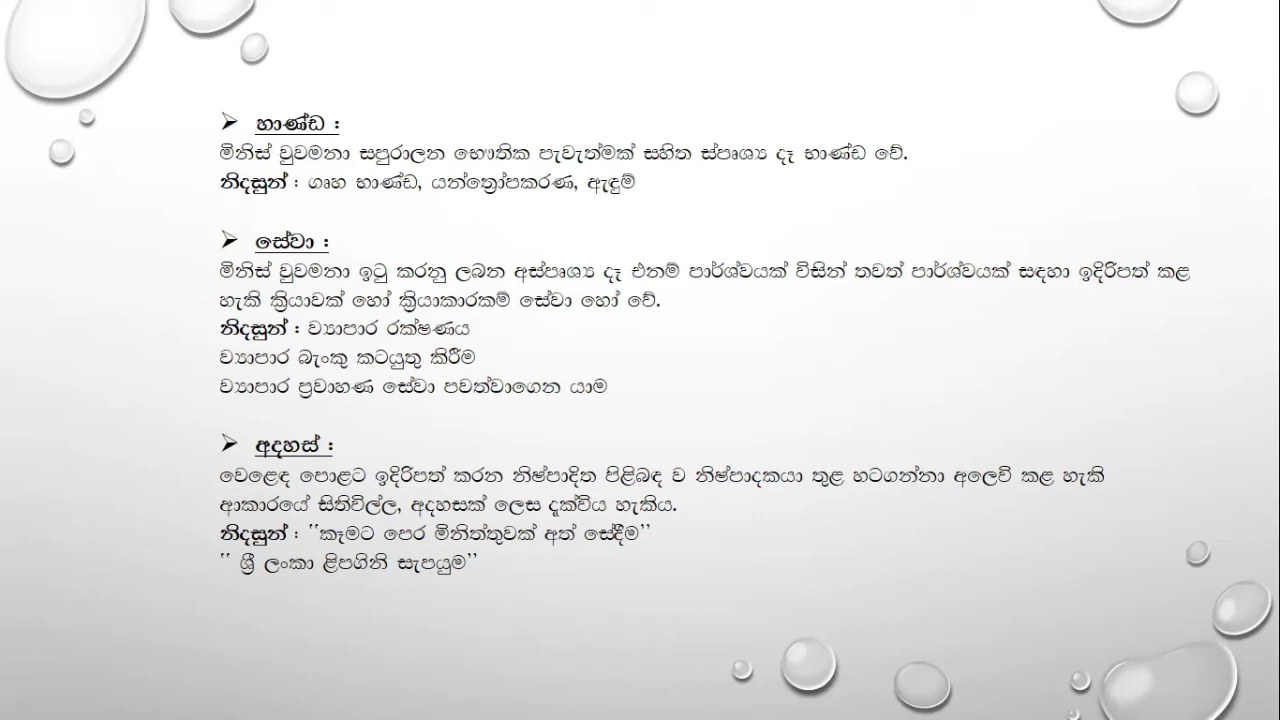 ➢ භාණ්ඩ :
මිනිස් වුවමනා සපුරාලන භෞතික පැවැත්මක් සහිත ස්පෘශ්‍ය දෑ භාණ්ඩ වේ.
නිදසුන් : ගෘහ භාණ්ඩ, යන්ත්‍රෝපකරණ, ඇඳුම්
➢ සේවා :
මිනිස් වුවමනා ඉටු කරනු ලබන අස්පෘශ්‍ය දෑ එනම් පාර්ශ්වයක් විසින් තවත් පාර්ශ්වයක් සඳහා ඉදිරිපත් කළ
හැකි ක්‍රියාවක් හෝ ක්‍රියාකාරකම් සේවා හෝ වේ.
නිදසුන් : ව්‍යාපාර රක්ෂණය
ව්‍යාපාර බැංකු කටයුතු කිරීම
ව්‍යාපාර ප්‍රවාහණ සේවා පවත්වාගෙන යාම
➢ අදහස් :
වෙළෙඳ පොළට ඉදිරිපත් කරන නිෂ්පාදිත පිළිබඳ ව නිෂ්පාදකයා තුළ හටගන්නා අලෙවි කළ හැකි
ආකාරයේ සිතිවිල්ල, අදහසක් ලෙස දැක්විය හැකිය.
නිදසුන් : ‘‘කෑමට පෙර මිනිත්තුවක් අත් සේදීම’’
‘‘ ශ්‍රී ලංකා ළිපගිනි සැපයුම’’